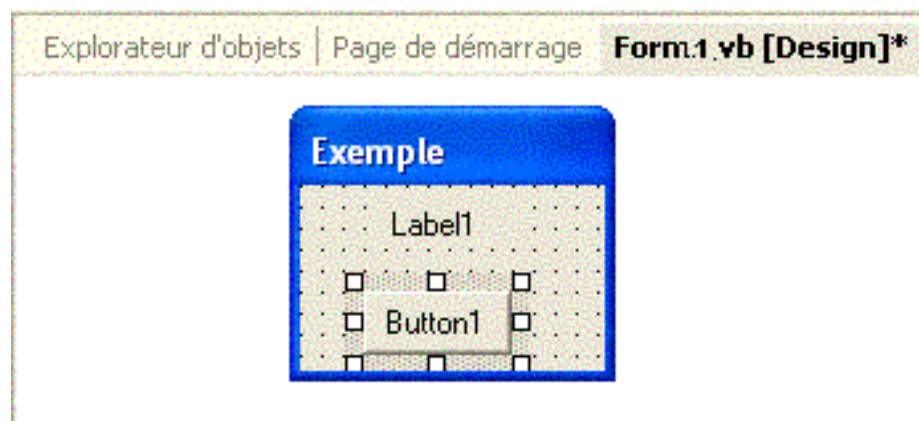 Explorateur d'objets | Page de démarrage Form1.vb [Design]*
Exemple
Label1
Button1